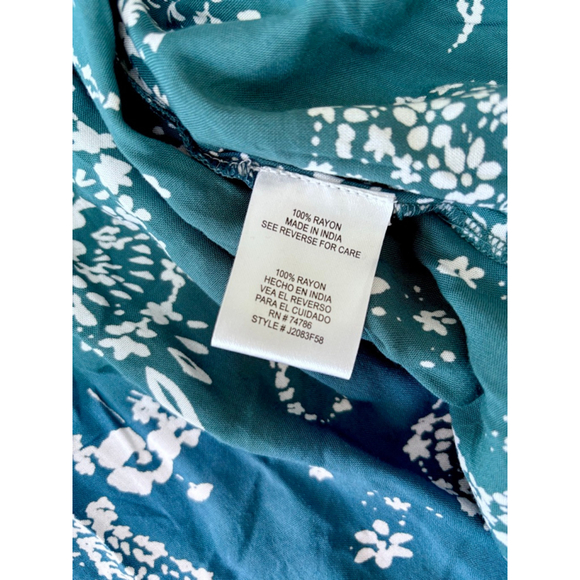 100% RAYON
MADE IN INDIA
SEE REVERSE FOR CARE
100% RAYON
HECHO EN INDIA
VEA EL REVERSO
PARA EL CUIDADO
RN # 74786
STYLE # J2083F58